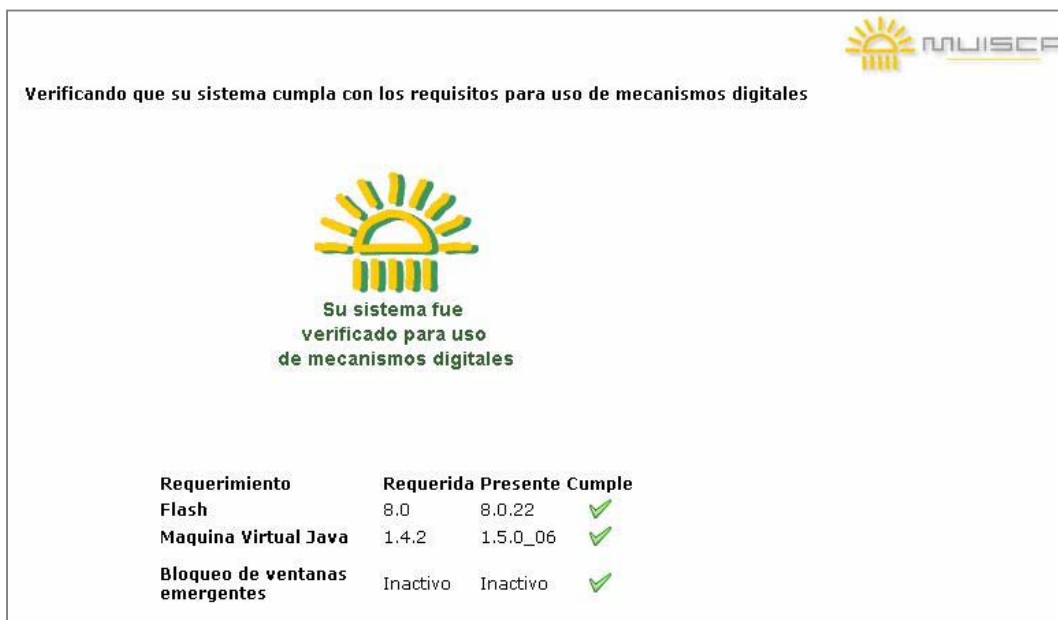 MUISCA
Verificando que su sistema cumpla con los requisitos para uso de mecanismos digitales
Su sistema fue
verificado para uso
de mecanismos digitales
Requerimiento Requerida Presente Cumple
Flash 8.0 8.0.22
Maquina Virtual Java 1.4.2 1.5.0_06
Bloqueo de ventanas
emergentes Inactivo Inactivo